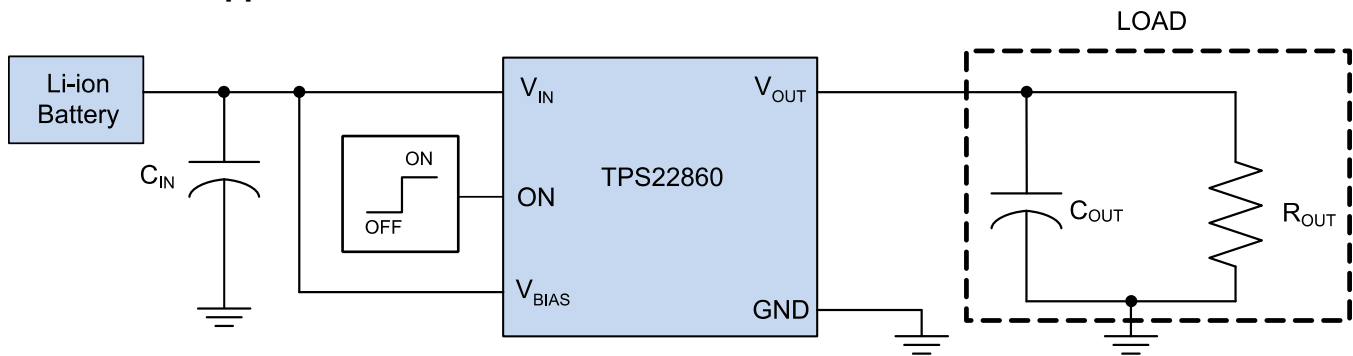 LOAD
Li-ion
Battery
V_IN
V_OUT
ON
OFF
C_IN
TPS22860
ON
C_OUT
R_OUT
V_BIAS
GND